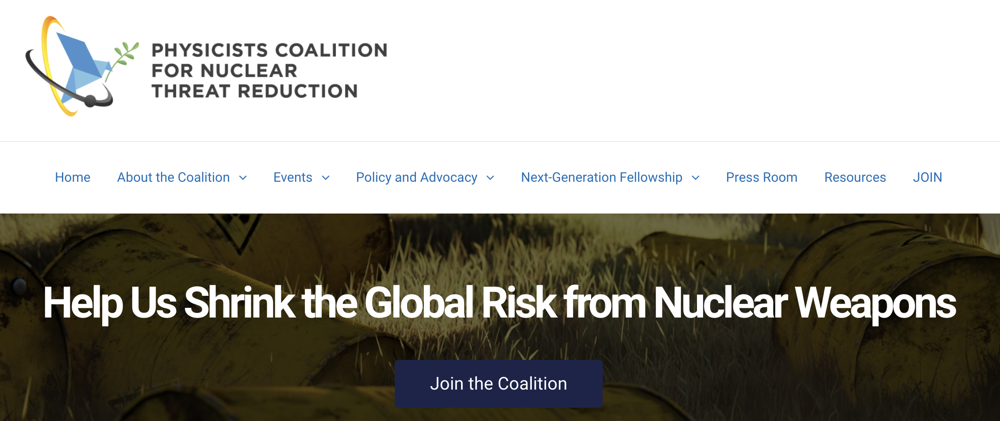 PHYSICISTS COALITION
FOR NUCLEAR
THREAT REDUCTION
Home About the Coalition Events Policy and Advocacy Next-Generation Fellowship Press Room Resources JOIN
Help Us Shrink the Global Risk from Nuclear Weapons
Join the Coalition